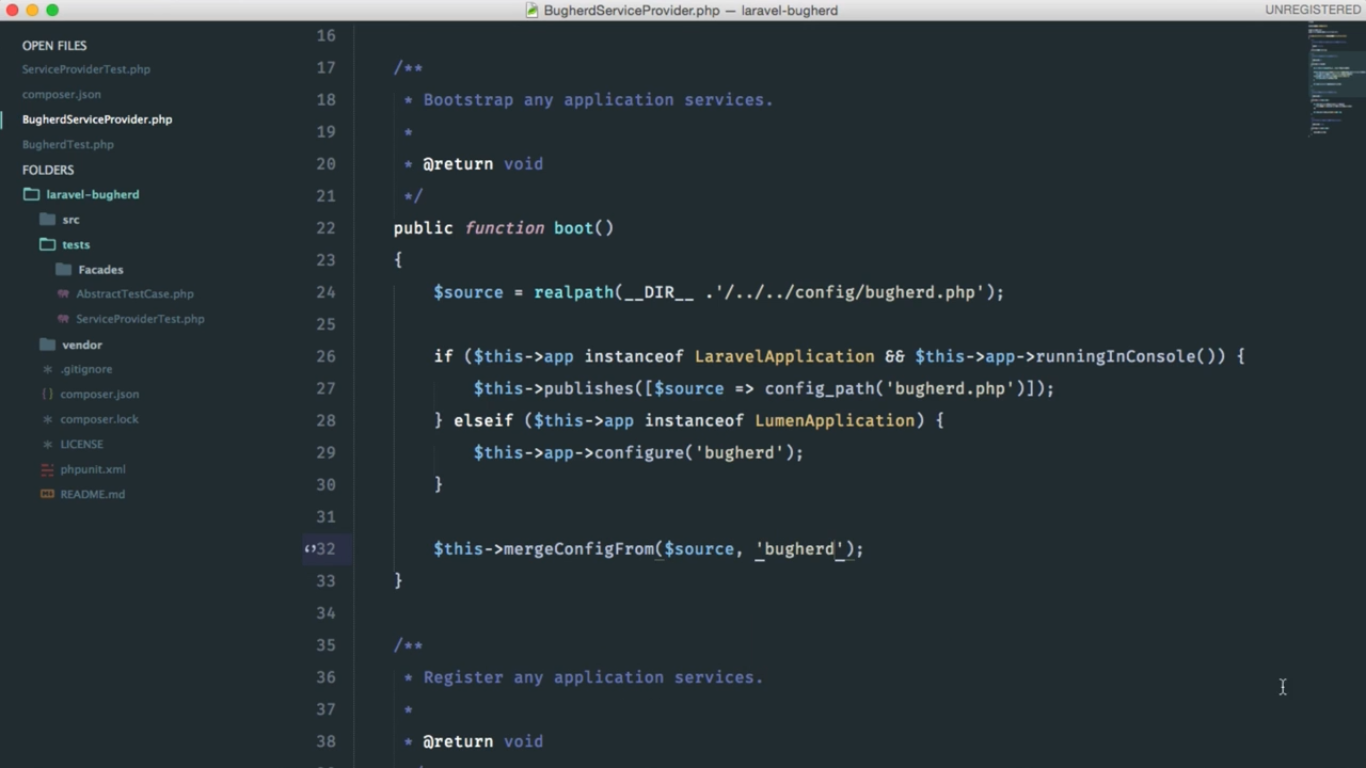 BugherdServiceProvider.php — laravel-bugherd
UNREGISTERED
OPEN FILES
ServiceProviderTest.php
composer.json
BugherdServiceProvider.php
BugherdTest.php
FOLDERS
laravel-bugherd
src
tests
Facades
AbstractTestCase.php
ServiceProviderTest.php
vendor
.gitignore
composer.json
composer.lock
LICENSE
phpunit.xml
README.md
16
17 /**
18 * Bootstrap any application services.
19 *
20 * @return void
21 */
22 public function boot()
23 {
24 $source = realpath(__DIR__ .'/../../config/bugherd.php');
25
26 if ($this->app instanceof LaravelApplication && $this->app->runningInConsole()) {
27 $this->publishes([$source => config_path('bugherd.php')]);
28 } elseif ($this->app instanceof LumenApplication) {
29 $this->app->configure('bugherd');
30 }
31
32 $this->mergeConfigFrom($source, 'bugherd');
33 }
34
35 /**
36 * Register any application services.
37 *
38 * @return void